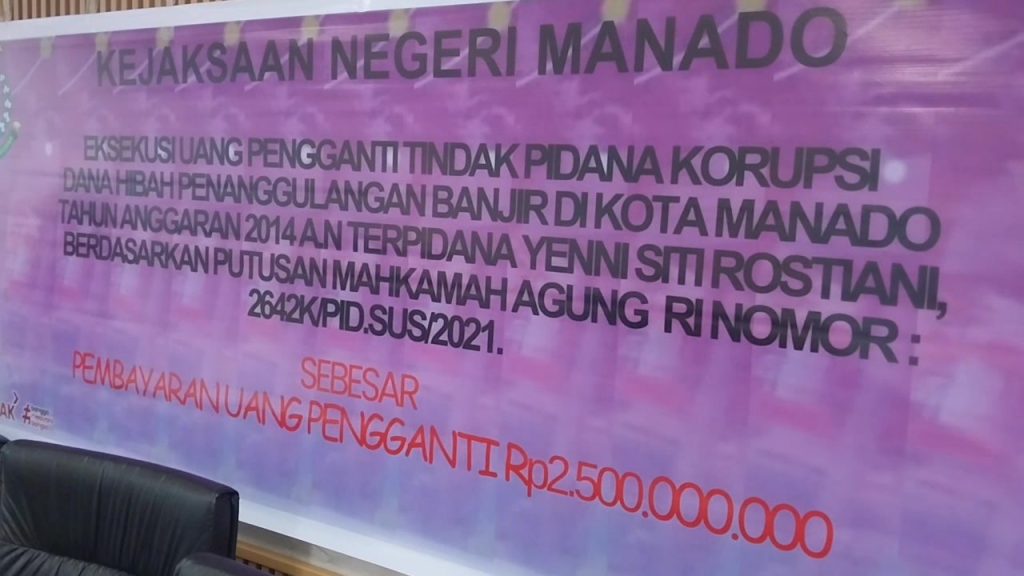 KEJAKSAAN NEGERI MANADO
EKSEKUSI UANG PENGGANTI TINDAK PIDANA KORUPSI
DANA HIBAH PENANGGULANGAN BANJIR DI KOTA MANADO
TAHUN ANGGARAN 2014 A.N TERPIDANA YENNI SITI ROSTIANI,
BERDASARKAN PUTUSAN MAHKAMAH AGUNG RI NOMOR :
2642K/PID.SUS/2021.
SEBESAR
PEMBAYARAN UANG PENGGANTI Rp2.500.000.000